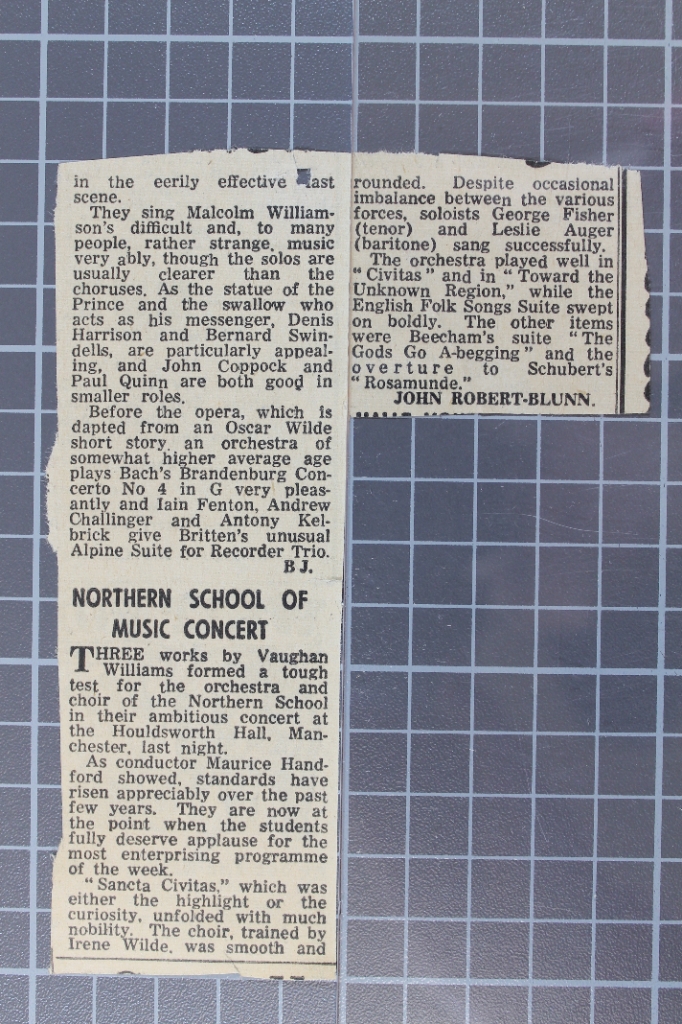 in the eerily effective last
scene.
They sing Malcolm William-
son's difficult and, to many
people, rather strange, music
very ably, though the solos are
usually clearer than the
choruses. As the statue of the
Prince and the swallow who
acts as his messenger, Denis
Harrison and Bernard Swin-
dells, are particularly appeal-
ing, and John Coppock and
Paul Quinn are both good in
smaller roles.
Before the opera, which is
dapted from an Oscar Wilde
short story, an orchestra of
somewhat higher average age
plays Bach's Brandenburg Con-
certo No 4 in G very pleas-
antly and Iain Fenton, Andrew
Challinger and Antony Kel-
brick give Britten's unusual
Alpine Suite for Recorder Trio.
B J.
NORTHERN SCHOOL OF
MUSIC CONCERT
THREE works by Vaughan
Williams formed a tough
test for the orchestra and
choir of the Northern School
in their ambitious concert at
the Houldsworth Hall, Man-
chester, last night.
As conductor Maurice Hand-
ford showed, standards have
risen appreciably over the past
few years. They are now at
the point when the students
fully deserve applause for the
most enterprising programme
of the week.
"Sancta Civitas," which was
either the highlight or the
curiosity, unfolded with much
nobility. The choir, trained by
Irene Wilde, was smooth and
rounded. Despite occasional
imbalance between the various
forces, soloists George Fisher
(tenor) and Leslie Auger
(baritone) sang successfully.
The orchestra played well in
"Civitas" and in "Toward the
Unknown Region," while the
English Folk Songs Suite swept
on boldly. The other items
were Beecham's suite "The
Gods Go A-begging" and the
overture to Schubert's
"Rosamunde."
JOHN ROBERT-BLUNN.